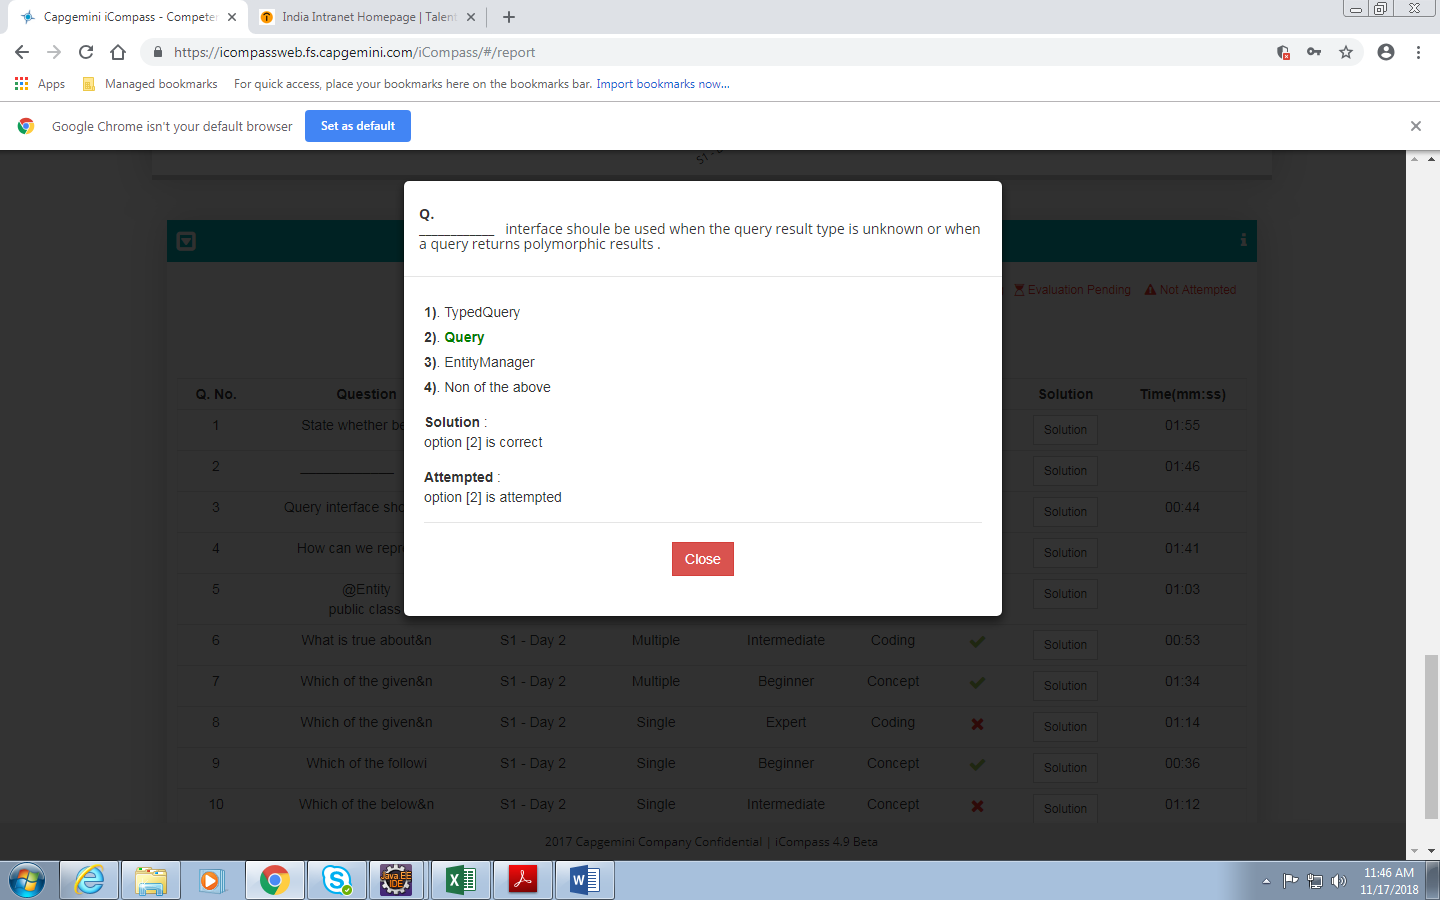 Capgemini iCompass - Competer
India Intranet Homepage | Talent
https://icompassweb.fs.capgemini.com/iCompass/#/report
Apps Managed bookmarks For quick access, place your bookmarks here on the bookmarks bar. Import bookmarks now...
Google Chrome isn't your default browser Set as default
S1 -
Q.
____________ interface shoule be used when the query result type is unknown or when
a query returns polymorphic results .
Evaluation Pending Not Attempted
1). TypedQuery
2). Query
3). EntityManager
4). Non of the above
Solution :
option [2] is correct
Attempted :
option [2] is attempted
Close
Q. No. Question Solution Time(mm:ss)
1 State whether be Solution 01:55
2 ____________ Solution 01:46
3 Query interface sho Solution 00:44
4 How can we repr Solution 01:41
5 @Entity Solution 01:03
public class
6 What is true about&n S1 - Day 2 Multiple Intermediate Coding Solution 00:53
7 Which of the given&n S1 - Day 2 Multiple Beginner Concept Solution 01:34
8 Which of the given&n S1 - Day 2 Single Expert Coding Solution 01:14
9 Which of the followi S1 - Day 2 Single Beginner Concept Solution 00:36
10 Which of the below&n S1 - Day 2 Single Intermediate Concept Solution 01:12
2017 Capgemini Company Confidential | iCompass 4.9 Beta
Java EE
IDE
11:46 AM
11/17/2018